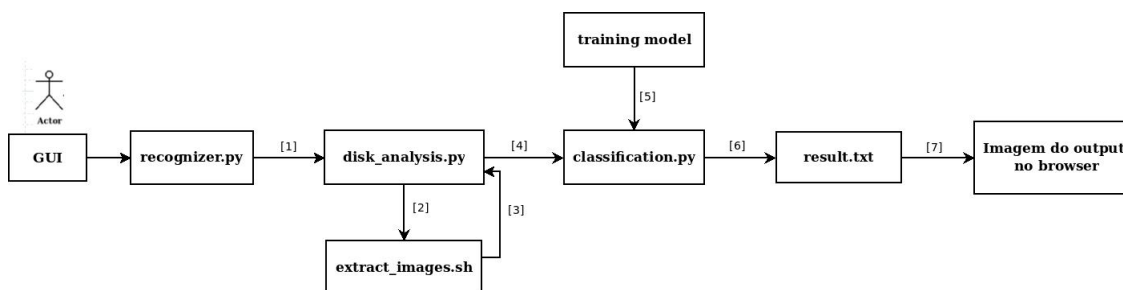 training model
[5]
Actor
GUI
recognizer.py
[1]
disk_analysis.py
[4]
classification.py
[6]
result.txt
[7]
Imagem do output
no browser
[2]
[3]
extract_images.sh